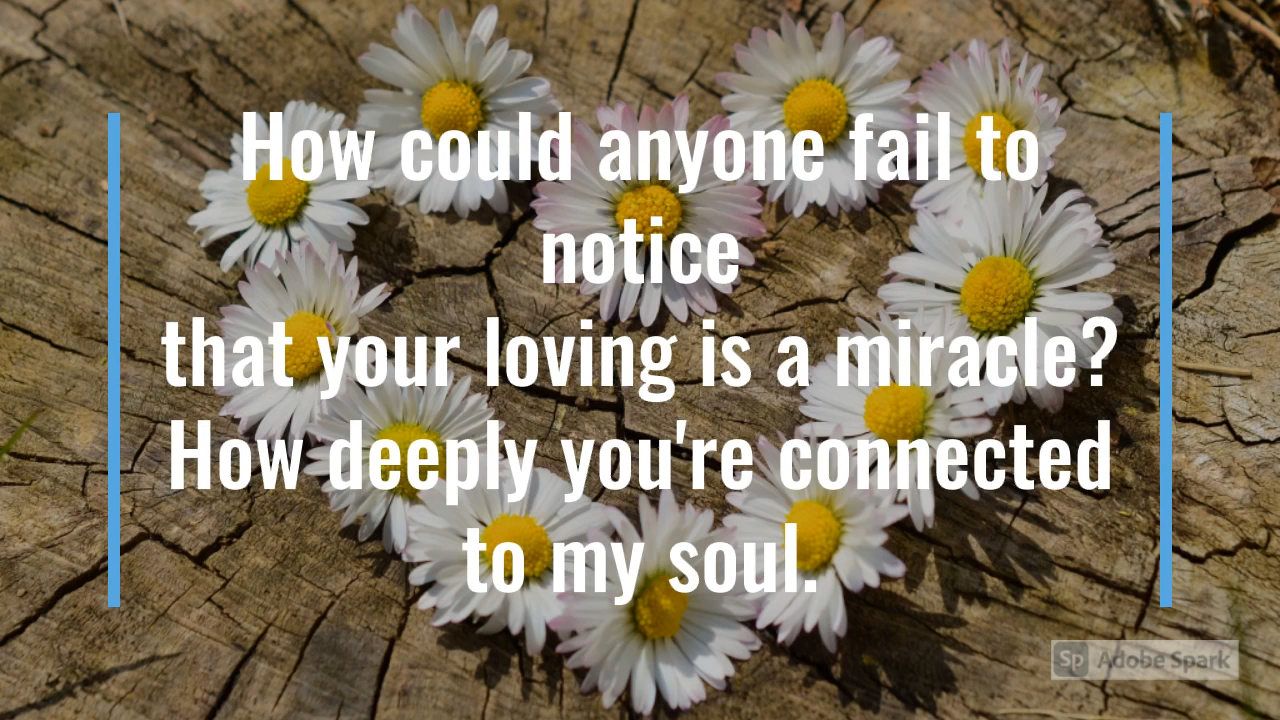 How could anyone fail to
notice
that your loving is a miracle?
How deeply you're connected
to my soul.
Sp Adobe Spark